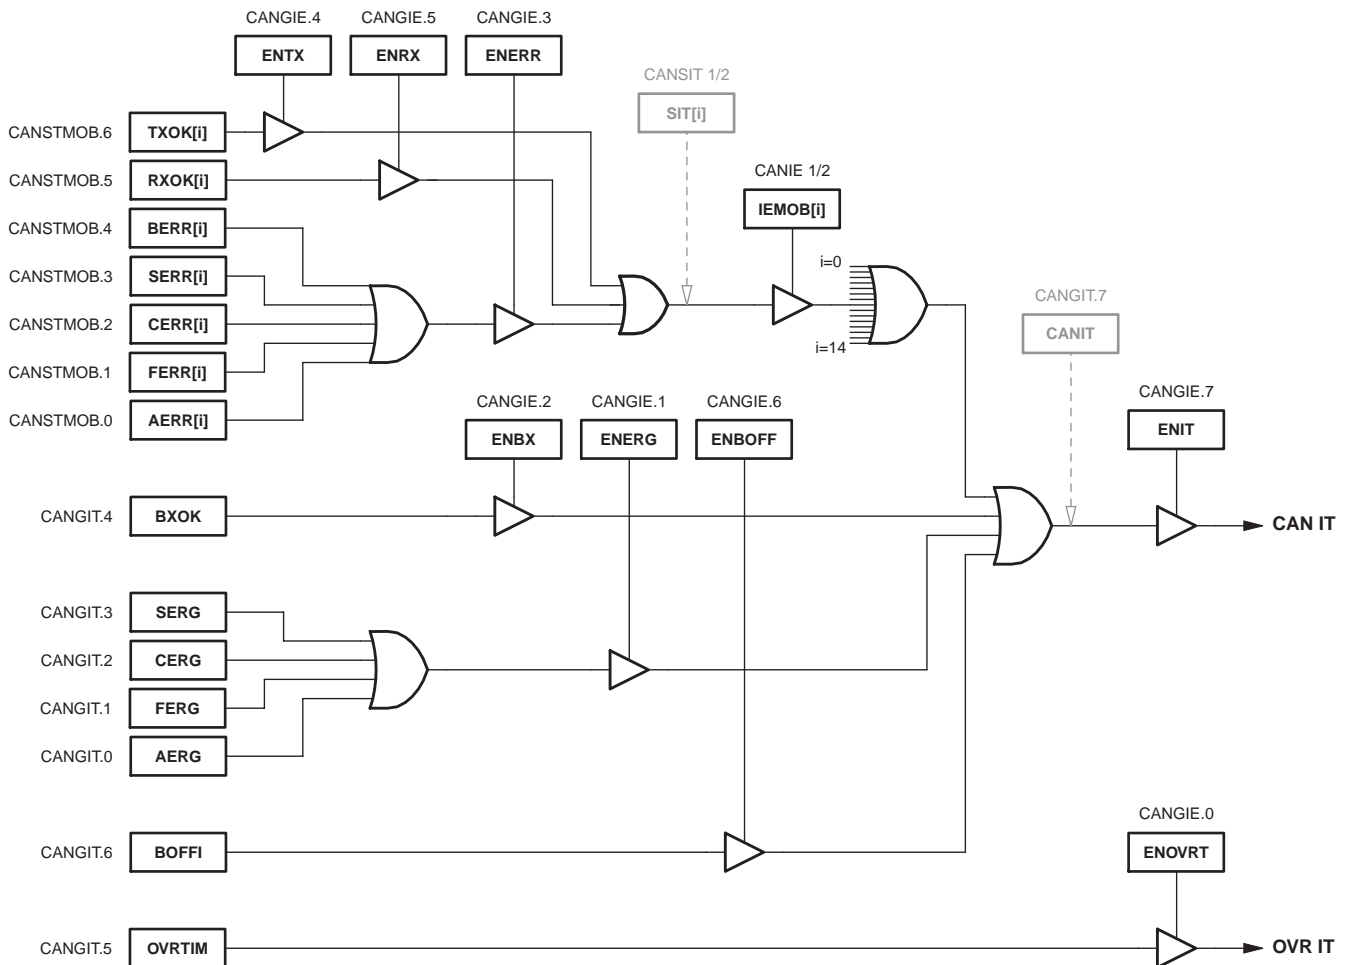 CANGIE.4 CANGIE.5 CANGIE.3
ENTX ENRX ENERR
CANSIT 1/2
SIT[i]
CANSTMOB.6 TXOK[i]
CANSTMOB.5 RXOK[i]
CANIE 1/2
IEMOB[i]
CANSTMOB.4 BERR[i]
CANSTMOB.3 SERR[i]
i=0
CANGIT.7
CANIT
CANSTMOB.2 CERR[i]
i=14
CANSTMOB.1 FERR[i]
CANSTMOB.0 AERR[i]
CANGIE.2 CANGIE.1 CANGIE.6
ENBX ENERG ENBOFF
CANGIE.7
ENIT
CANGIT.4 BXOK
CAN IT
CANGIT.3 SERG
CANGIT.2 CERG
CANGIT.1 FERG
CANGIT.0 AERG
CANGIE.0
ENOVRT
CANGIT.6 BOFFI
CANGIT.5 OVRTIM
OVR IT